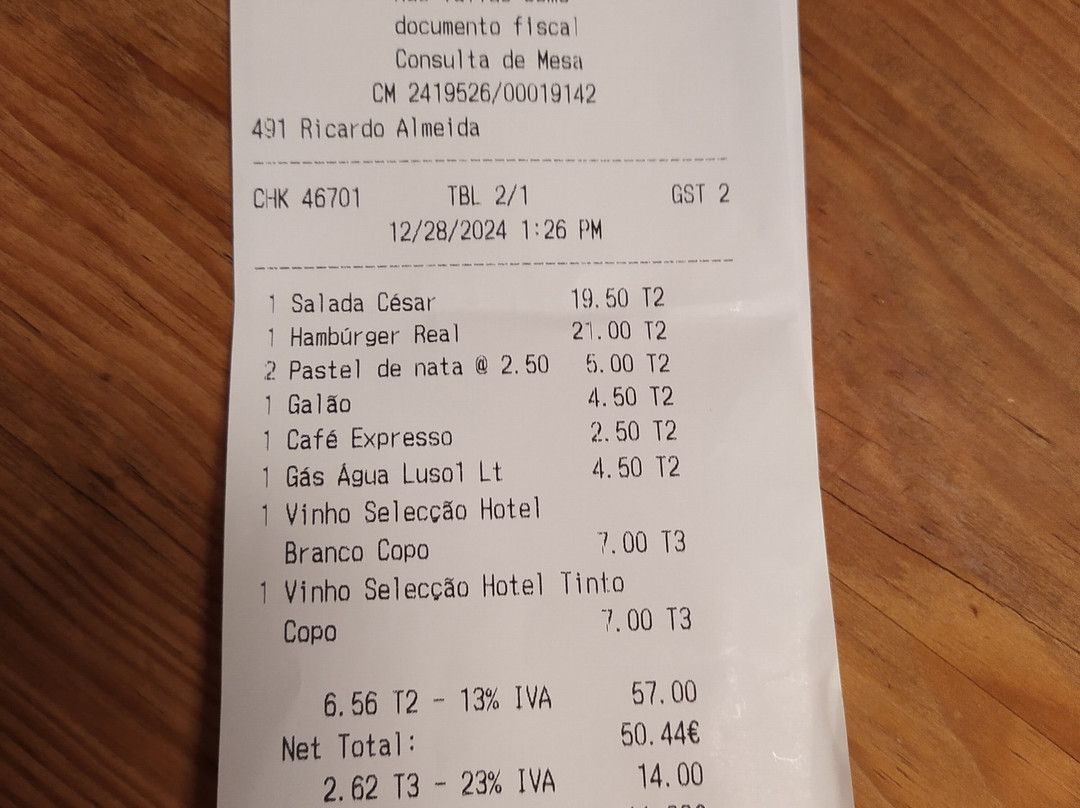 documento fiscal
Consulta de Mesa
CM 2419526/00019142
491 Ricardo Almeida
CHK 46701 TBL 2/1 GST 2
12/28/2024 1:26 PM
1 Salada César 19.50 T2
1 Hambúrger Real 21.00 T2
2 Pastel de nata @ 2.50 5.00 T2
1 Galão 4.50 T2
1 Café Expresso 2.50 T2
1 Gás Água Lusol Lt 4.50 T2
1 Vinho Selecção Hotel
Branco Copo 7.00 T3
1 Vinho Selecção Hotel Tinto
Copo 7.00 T3
6.56 T2 - 13% IVA 57.00
Net Total: 50.44€
2.62 T3 - 23% IVA 14.00